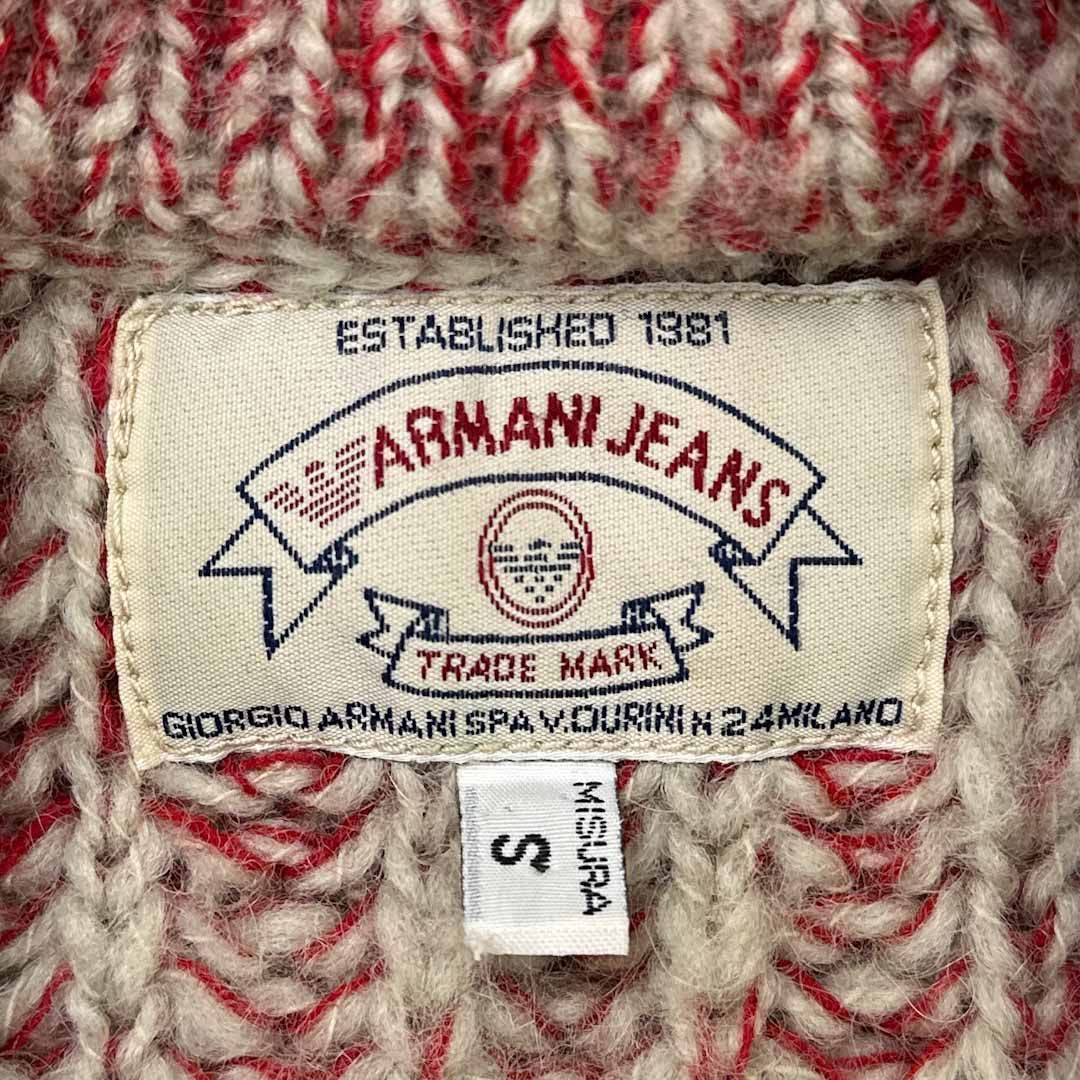 ESTABLISHED 1981
ARMANI JEANS
TRADE MARK
GIORGIO ARMANI SPA V.DURINI N 24 MILANO
MISURA
S